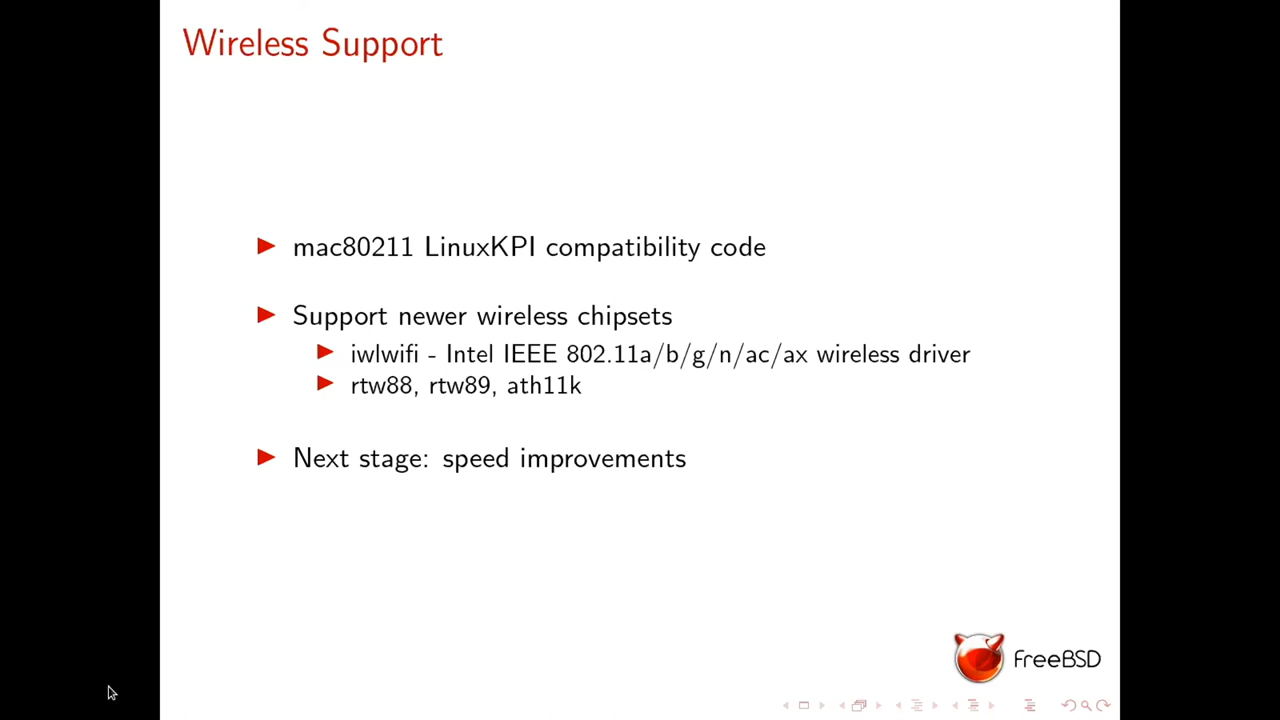 Wireless Support
mac80211 LinuxKPI compatibility code
Support newer wireless chipsets
iwlwifi - Intel IEEE 802.11a/b/g/n/ac/ax wireless driver
rtw88, rtw89, ath11k
Next stage: speed improvements
FreeBSD